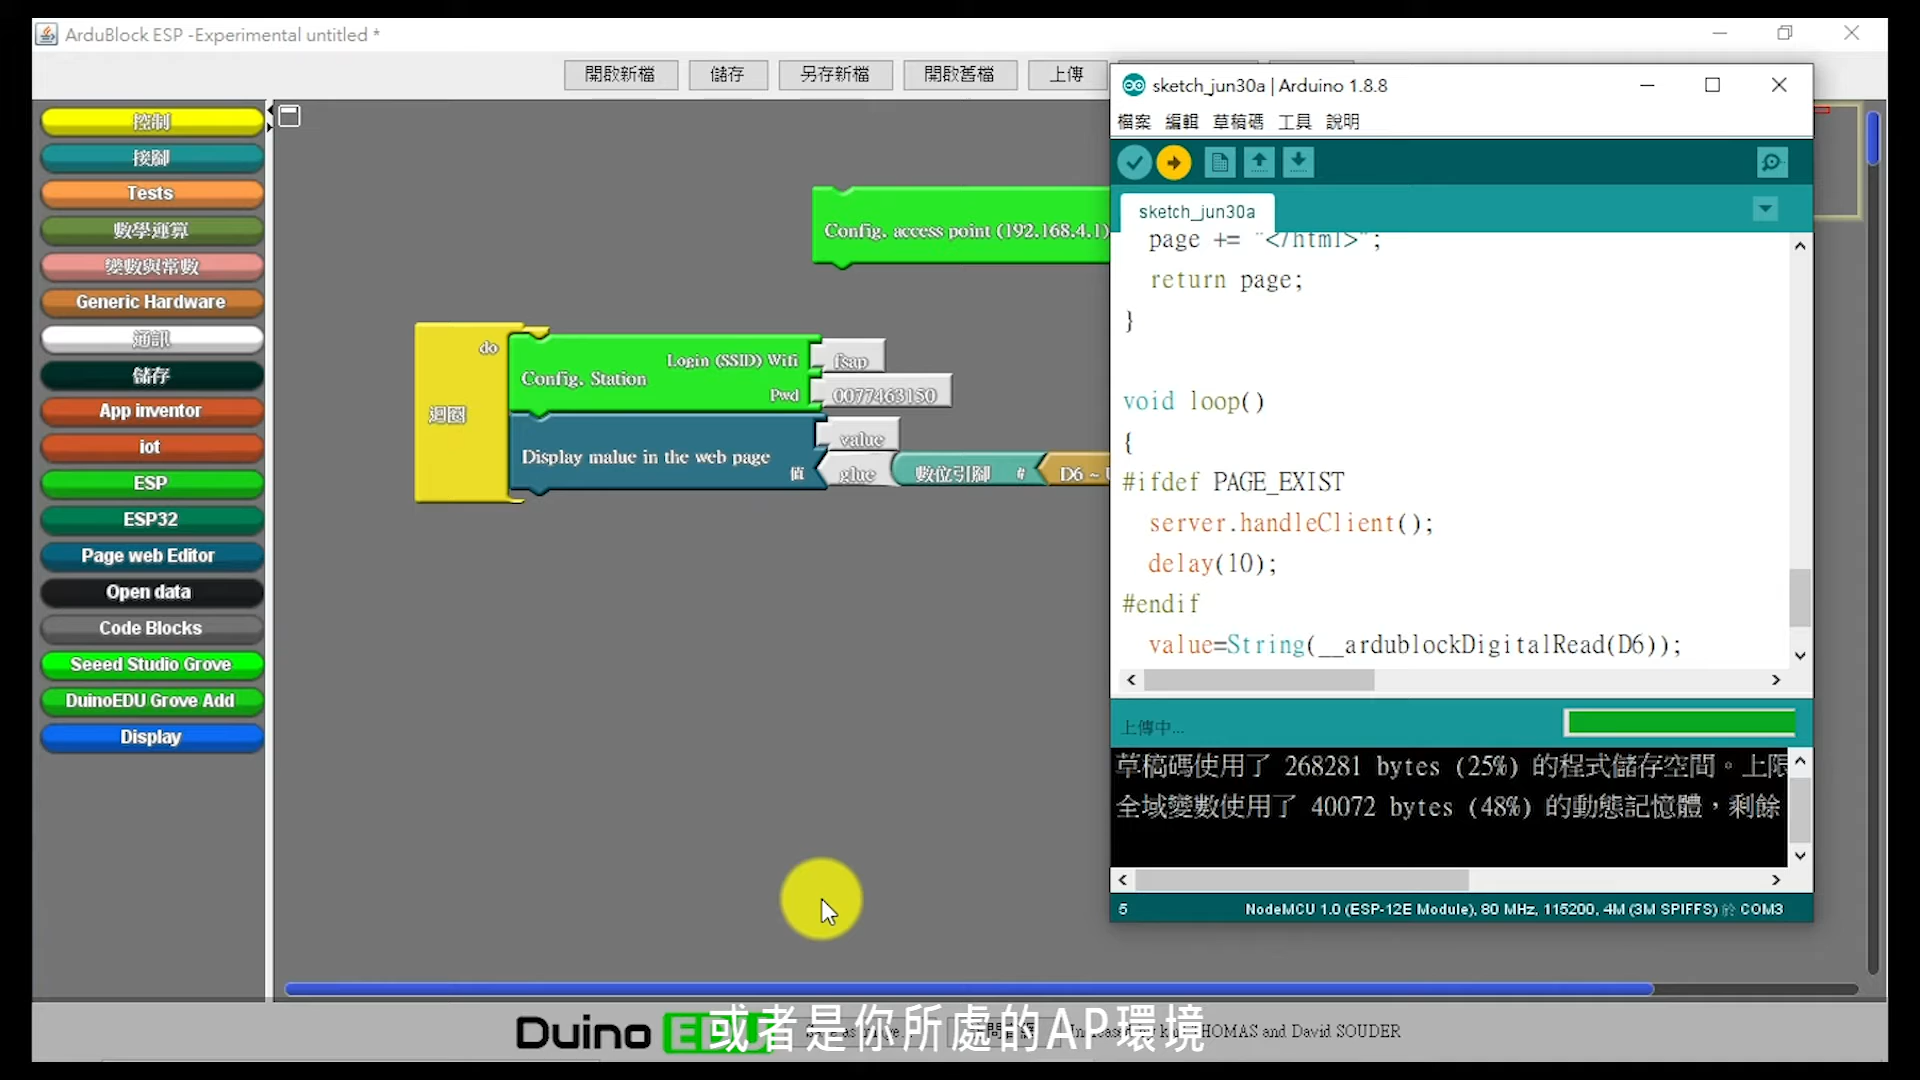 ArduBlock ESP -Experimental untitled *
開啟新檔
儲存
另存新檔
開啟舊檔
上傳
控制
接腳
Tests
數學運算
變數與常數
Generic Hardware
通訊
儲存
App inventor
iot
ESP
ESP32
Page web Editor
Open data
Code Blocks
Seeed Studio Grove
DuinoEDU Grove Add
Display
Config. access point (192.168.4.1)
do
迴圈
Config. Station
Login (SSID) Wifi
fsap
Pwd
0077463150
Display malue in the web page
value
值
glue
數位引腳 #
D6 ~
sketch_jun30a | Arduino 1.8.8
檔案 編輯 草稿碼 工具 說明
sketch_jun30a
page += "</html>";
return page;
}
void loop()
{
#ifdef PAGE_EXIST
server.handleClient();
delay(10);
#endif
value=String(__ardublockDigitalRead(D6));
上傳中...
草稿碼使用了 268281 bytes (25%) 的程式儲存空間。上限
全域變數使用了 40072 bytes (48%) 的動態記憶體，剩餘
5
NodeMCU 1.0 (ESP-12E Module), 80 MHz, 115200, 4M (3M SPIFFS) 於 COM3
Duino
THOMAS and David SOUDER
或者是你所處的AP環境